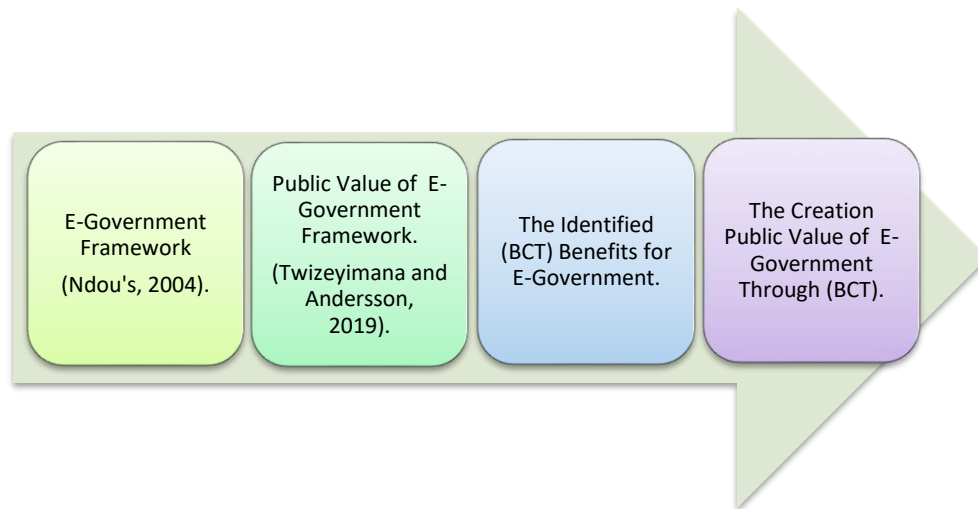 E-Government
Framework
(Ndou's, 2004).
Public Value of E-
Government
Framework.
(Twizeyimana and
Andersson,
2019).
The Identified
(BCT) Benefits for
E-Government.
The Creation
Public Value of E-
Government
Through (BCT).